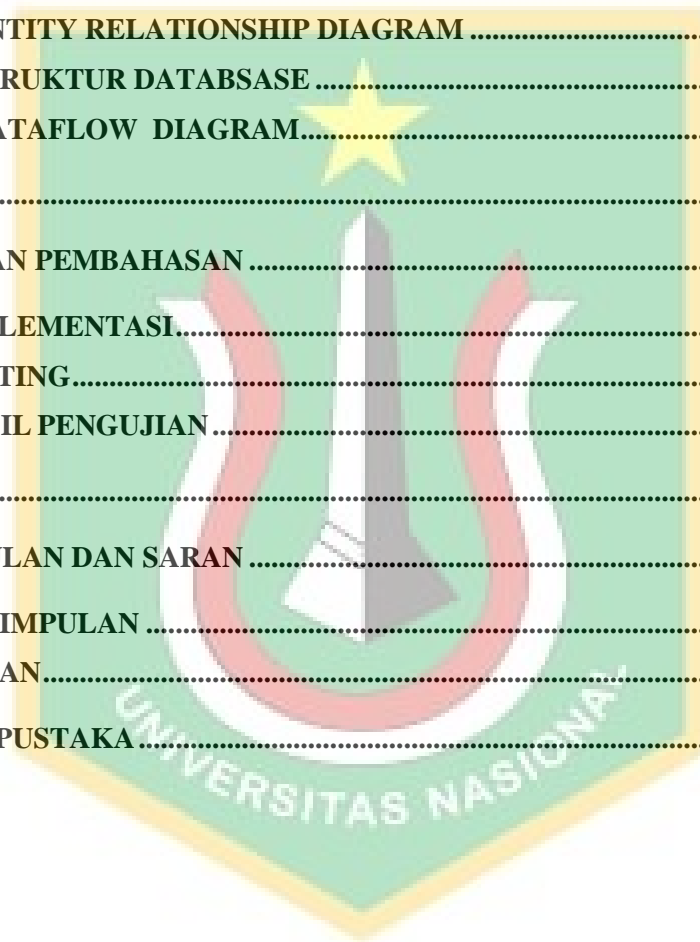 NTITY RELATIONSHIP DIAGRAM ..............................
RUKTUR DATABSASE ..................................................
ATAFLOW DIAGRAM....................................................
..........................................................................................
AN PEMBAHASAN ..........................................................
LEMENTASI....................................................................
TING................................................................................
IL PENGUJIAN ...............................................................
..........................................................................................
LAN DAN SARAN ..........................................................
IMPULAN ........................................................................
AN....................................................................................
PUSTAKA.........................................................................
UNIVERSITAS NASIONAL